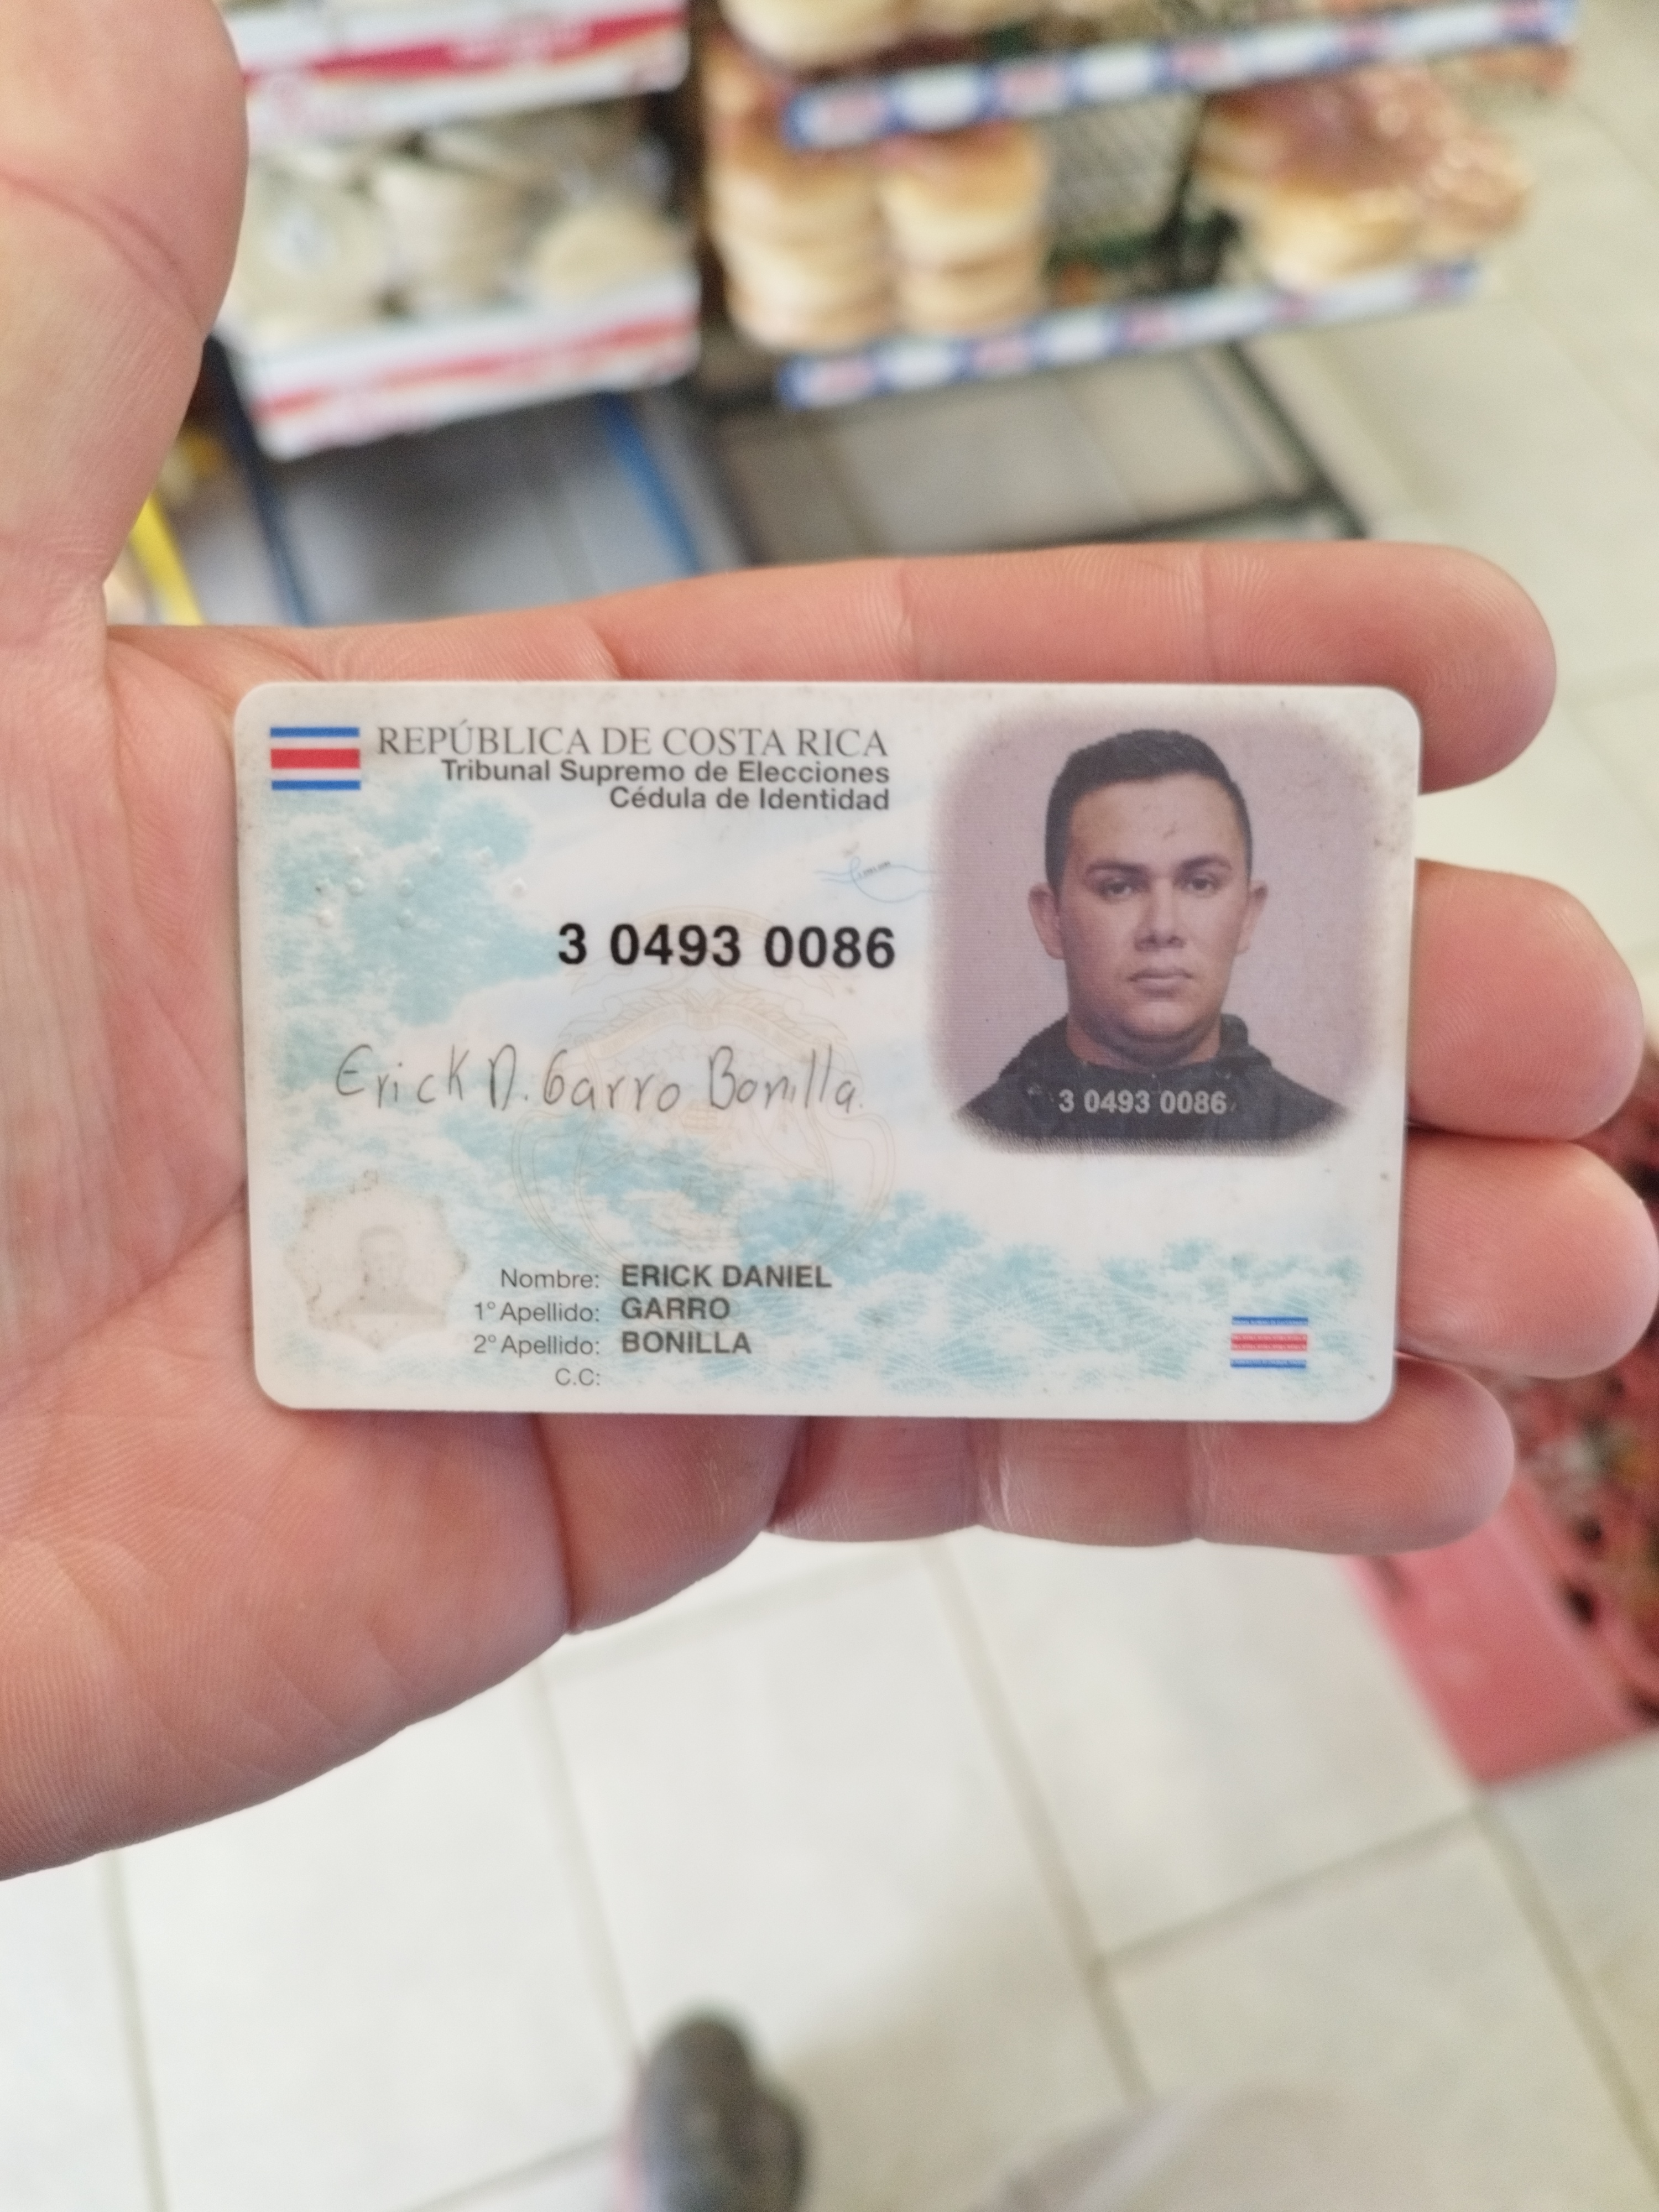 REPÚBLICA DE COSTA RICA
Tribunal Supremo de Elecciones
Cédula de Identidad
3 0493 0086
Erick D. Garro Bonilla.
3 0493 0086
Nombre: ERICK DANIEL
1° Apellido: GARRO
2° Apellido: BONILLA
C.C: